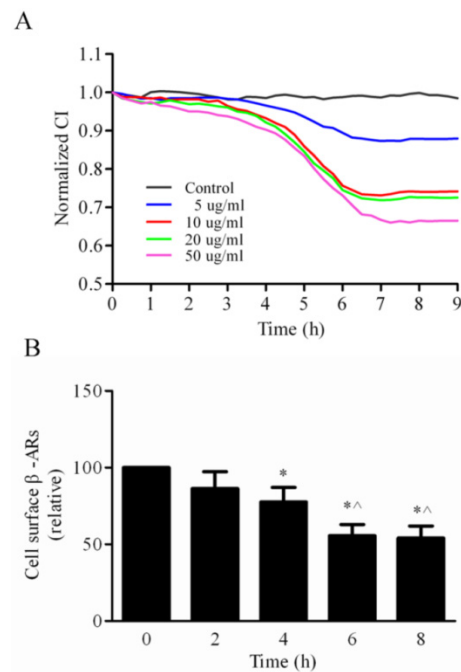 A
1.1
1.0
0.9
0.8
0.7
0.6
0.5
Normalized CI
Control
5 ug/ml
10 ug/ml
20 ug/ml
50 ug/ml
0 1 2 3 4 5 6 7 8 9
Time (h)
B
150
100
50
0
Cell surface β -ARs
(relative)
*
*^
*^
0 2 4 6 8
Time (h)